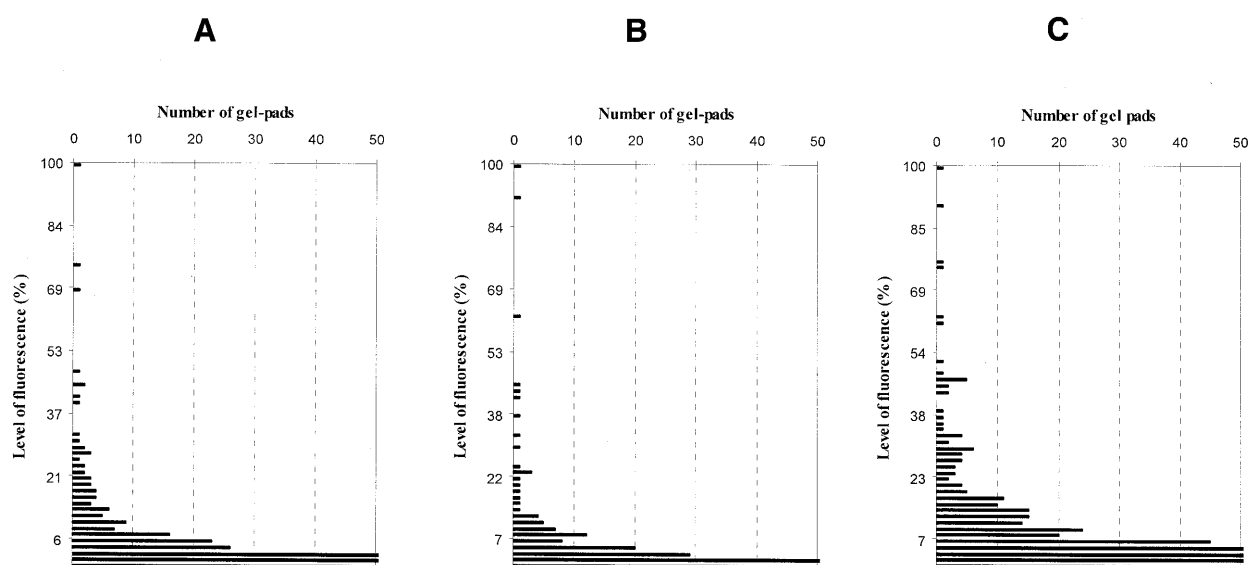 A
B
C
Number of gel-pads
Number of gel-pads
Number of gel pads
0 10 20 30 40 50
0 10 20 30 40 50
0 10 20 30 40 50
Level of fluorescence (%)
100
84
69
53
37
21
6
Level of fluorescence (%)
100
84
69
53
38
22
7
Level of fluorescence (%)
100
85
69
54
38
23
7